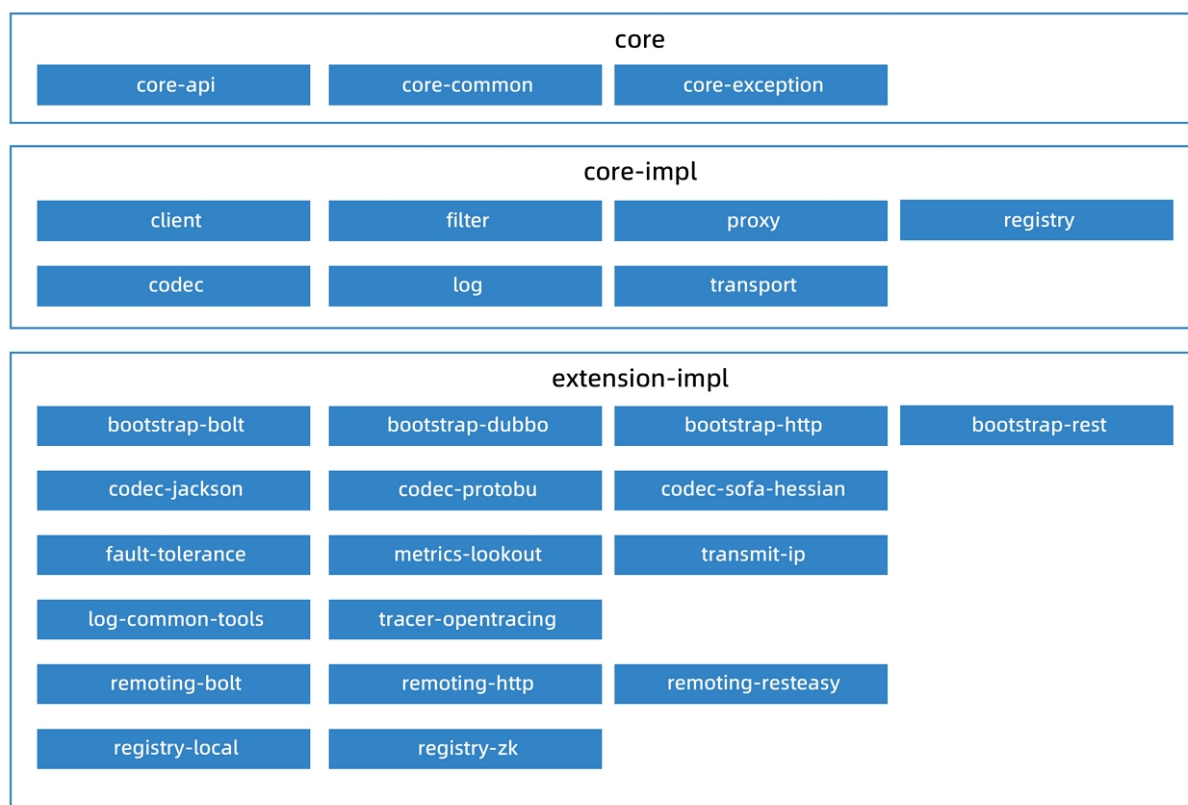 core
core-api core-common core-exception
core-impl
client filter proxy registry
codec log transport
extension-impl
bootstrap-bolt bootstrap-dubbo bootstrap-http bootstrap-rest
codec-jackson codec-protobu codec-sofa-hessian
fault-tolerance metrics-lookout transmit-ip
log-common-tools tracer-opentracing
remoting-bolt remoting-http remoting-resteasy
registry-local registry-zk